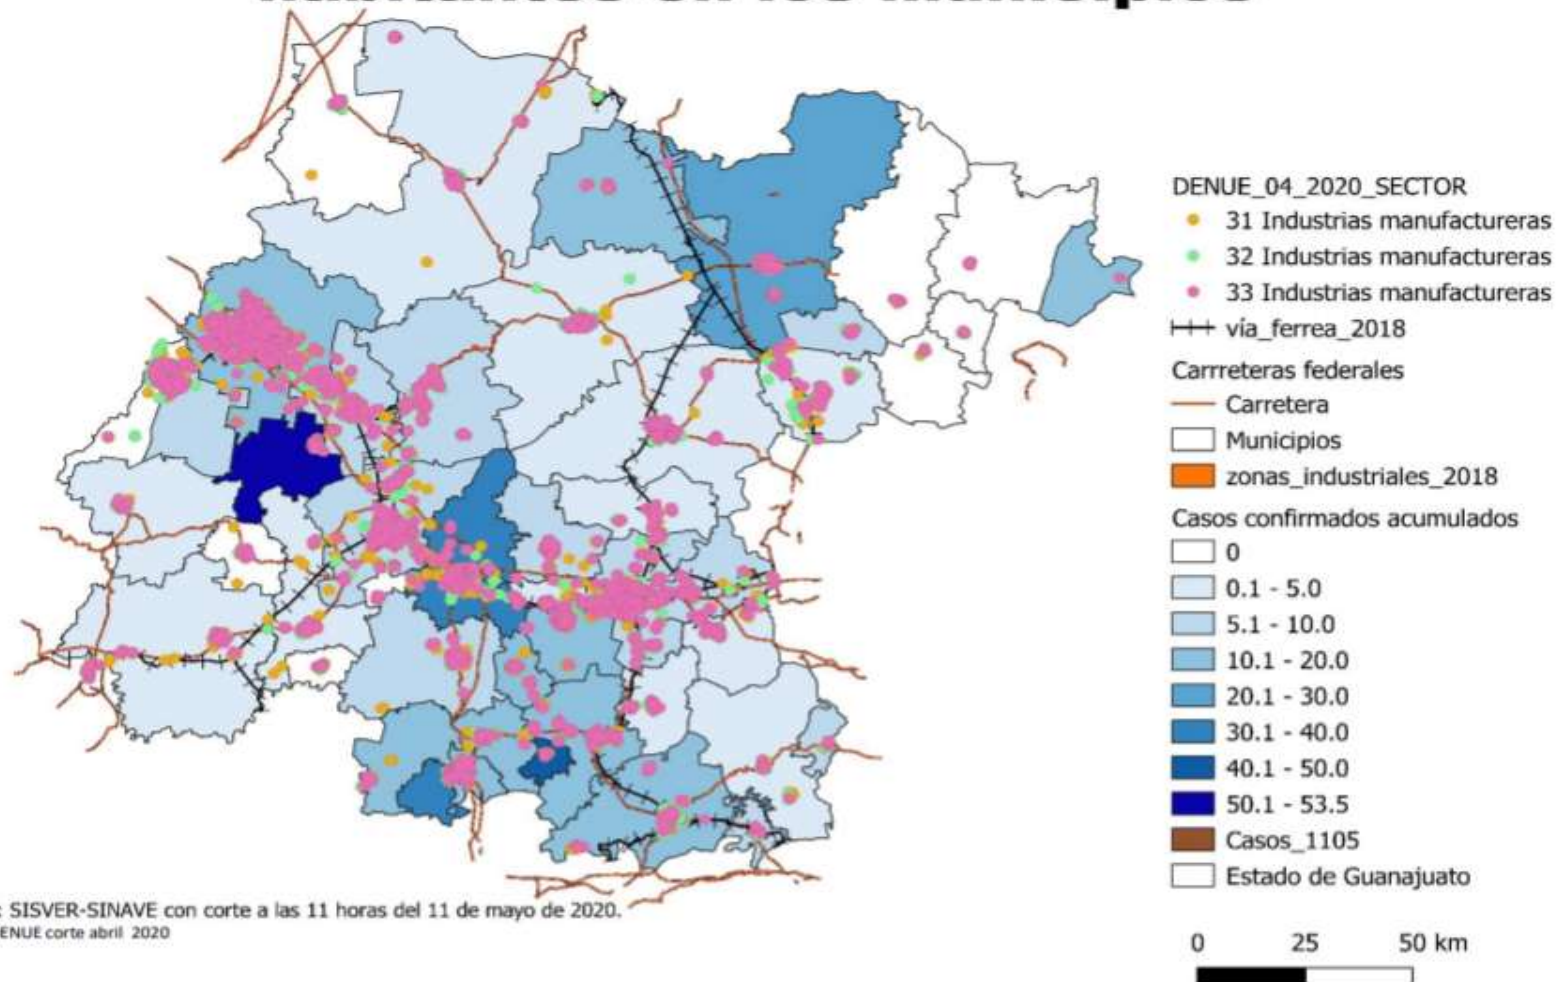 DENUE_04_2020_SECTOR
31 Industrias manufactureras
32 Industrias manufactureras
33 Industrias manufactureras
vía_ferrea_2018
Carrreteras federales
Carretera
Municipios
zonas_industriales_2018
Casos confirmados acumulados
0
0.1 - 5.0
5.1 - 10.0
10.1 - 20.0
20.1 - 30.0
30.1 - 40.0
40.1 - 50.0
50.1 - 53.5
Casos_1105
Estado de Guanajuato
: SISVER-SINAVE con corte a las 11 horas del 11 de mayo de 2020.
ENUE corte abril 2020
0 25 50 km